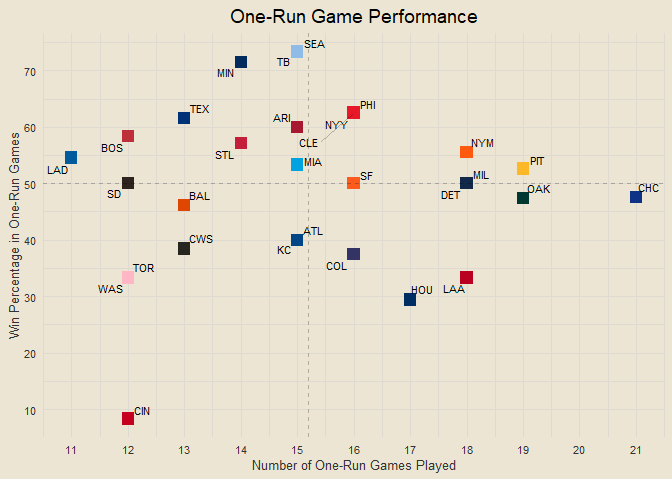 One-Run Game Performance
Win Percentage in One-Run Games
70
60
50
40
30
20
10
SEA
TB
MIN
TEX
PHI
ARI
NYY
BOS
STL
CLE
NYM
LAD
MIA
PIT
SD
SF
MIL
DET
OAK
CHC
BAL
CWS
ATL
KC
COL
TOR
WAS
HOU
LAA
CIN
11 12 13 14 15 16 17 18 19 20 21
Number of One-Run Games Played